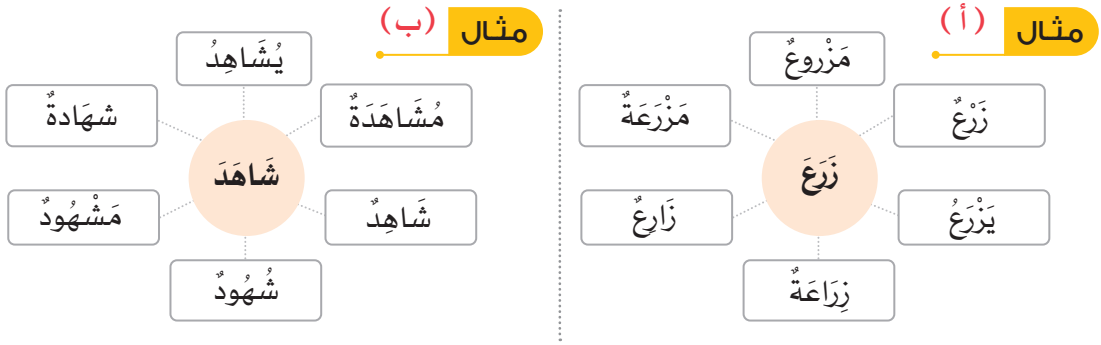 مثال (أ)
مَزْروعٌ
زَرْعٌ
مَزْرَعَةٌ
زَرَعَ
يَزْرَعُ
زَارِعٌ
زِرَاعَةٌ
مثال (ب)
يُشَاهِدُ
مُشَاهَدَةٌ
شهَادةٌ
شَاهَدَ
شَاهِدٌ
مَشْهُودٌ
شُهُودٌ